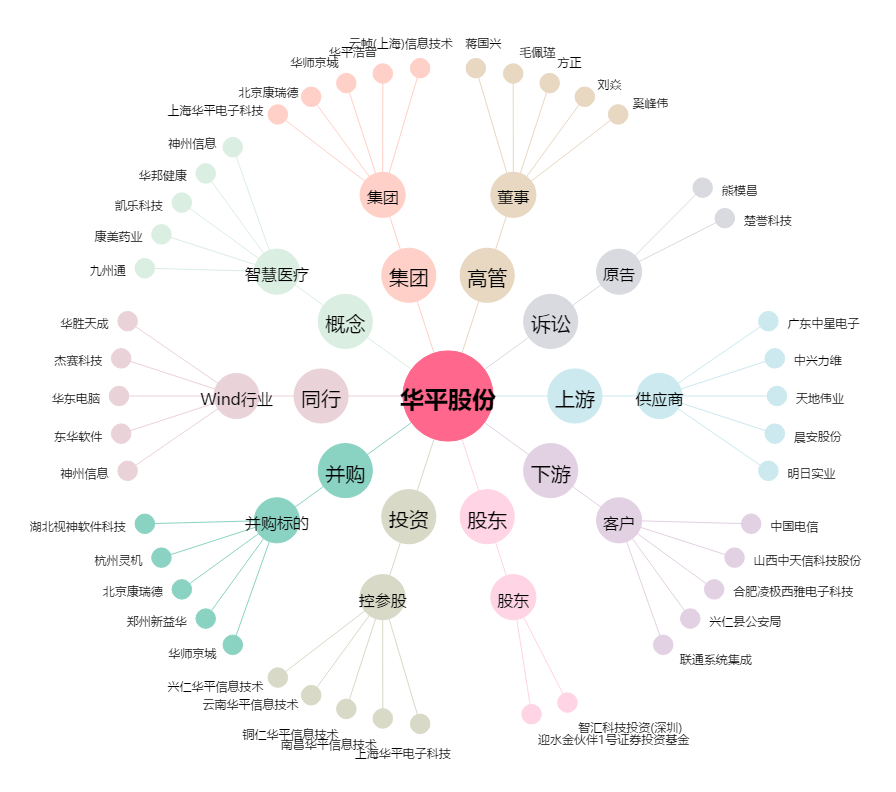 云帧(上海)信息技术
蒋国兴
华平浩普
毛佩瑾
华师京城
方正
北京康瑞德
刘焱
上海华平电子科技
奚峰伟
神州信息
华邦健康
凯乐科技
康美药业
九州通
集团
董事
熊模昌
楚誉科技
智慧医疗
集团
高管
原告
概念
诉讼
华胜天成
杰赛科技
华东电脑
东华软件
神州信息
Wind行业
同行
华平股份
上游
供应商
广东中星电子
中兴力维
天地伟业
晨安股份
明日实业
并购
下游
并购标的
投资
股东
客户
湖北视神软件科技
杭州灵机
北京康瑞德
郑州新益华
华师京城
中国电信
山西中天信科技股份
合肥凌极西雅电子科技
兴仁县公安局
联通系统集成
控参股
股东
兴仁华平信息技术
云南华平信息技术
铜仁华平信息技术
南昌华平信息技术
上海华平电子科技
智汇科技投资(深圳)
迎水金伙伴1号证券投资基金